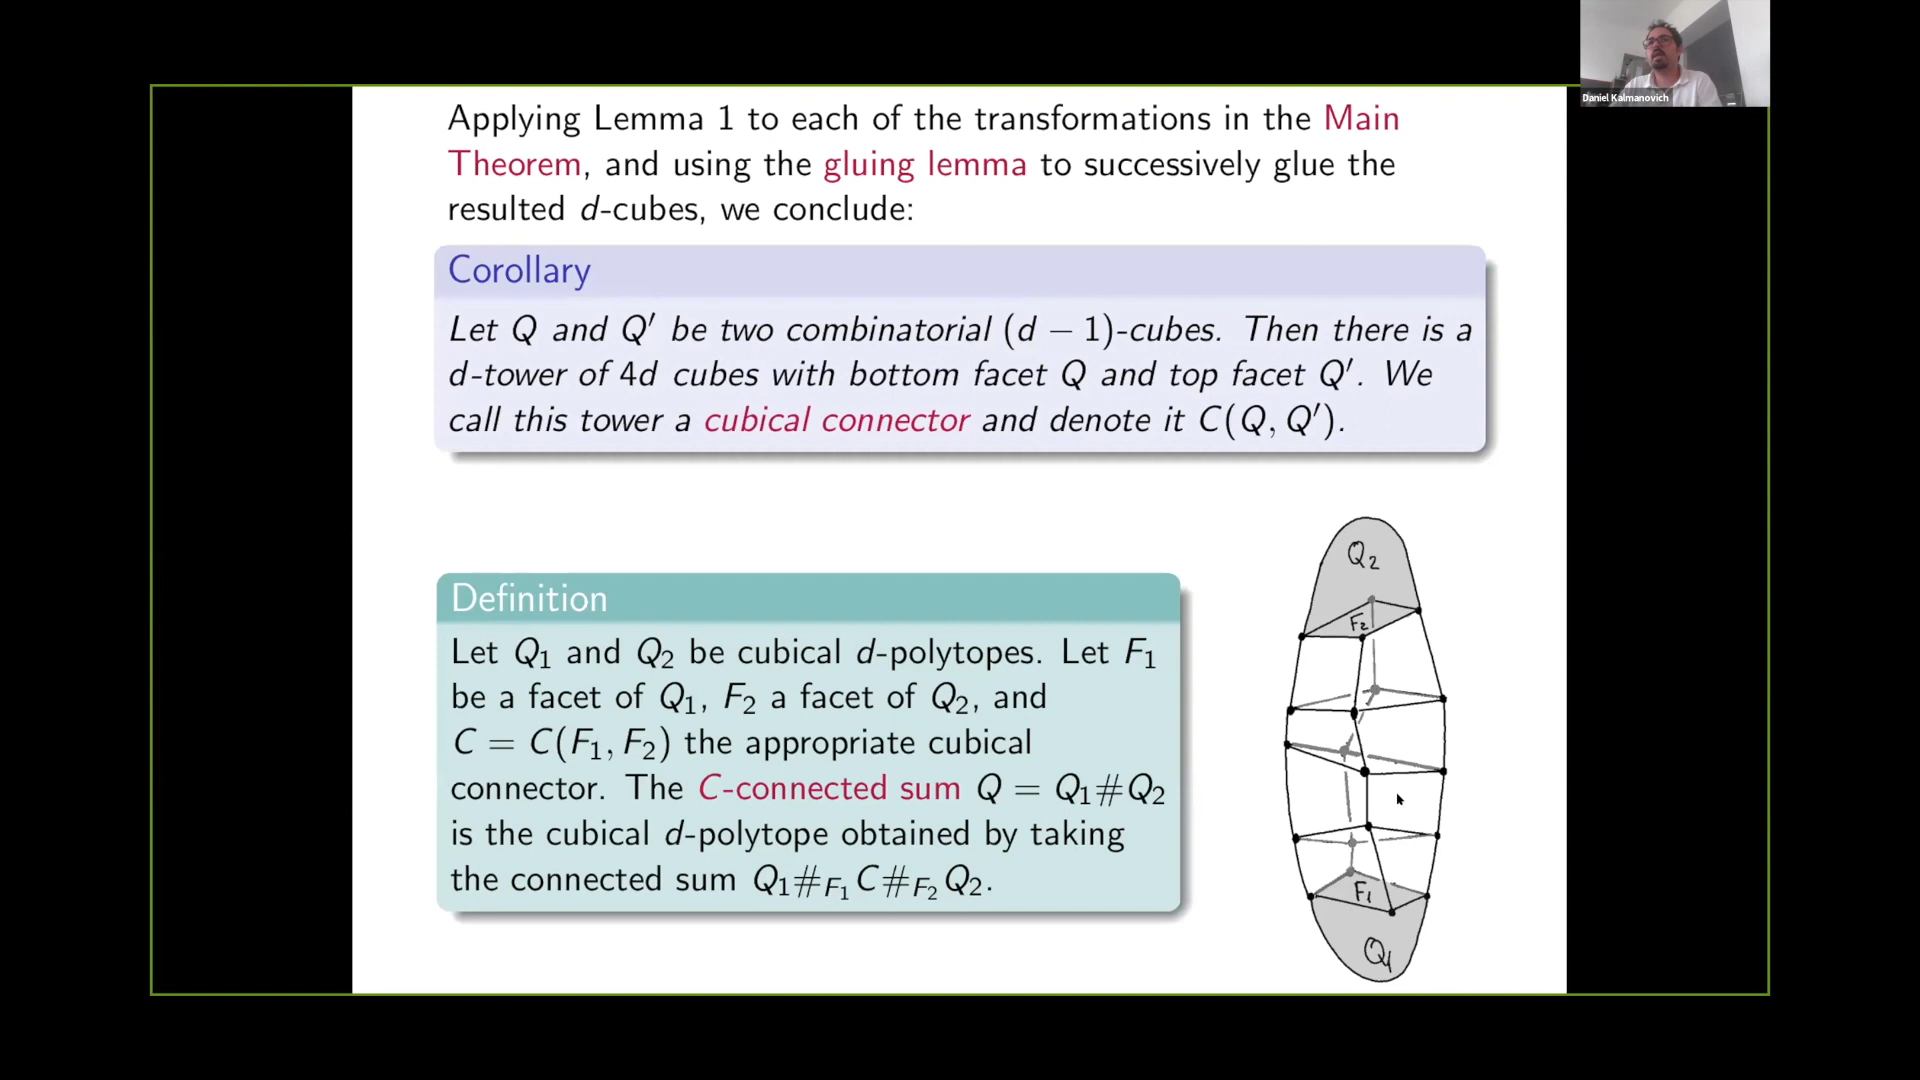 Daniel Kalmanovich
Applying Lemma 1 to each of the transformations in the Main
Theorem, and using the gluing lemma to successively glue the
resulted d-cubes, we conclude:
Corollary
Let Q and Q′ be two combinatorial (d − 1)-cubes. Then there is a
d-tower of 4d cubes with bottom facet Q and top facet Q′. We
call this tower a cubical connector and denote it C(Q, Q′).
Definition
Let Q₁ and Q₂ be cubical d-polytopes. Let F₁
be a facet of Q₁, F₂ a facet of Q₂, and
C = C(F₁, F₂) the appropriate cubical
connector. The C-connected sum Q = Q₁#Q₂
is the cubical d-polytope obtained by taking
the connected sum Q₁#_F₁ C#_F₂ Q₂.
Q₂
F₂
F₁
Q₁